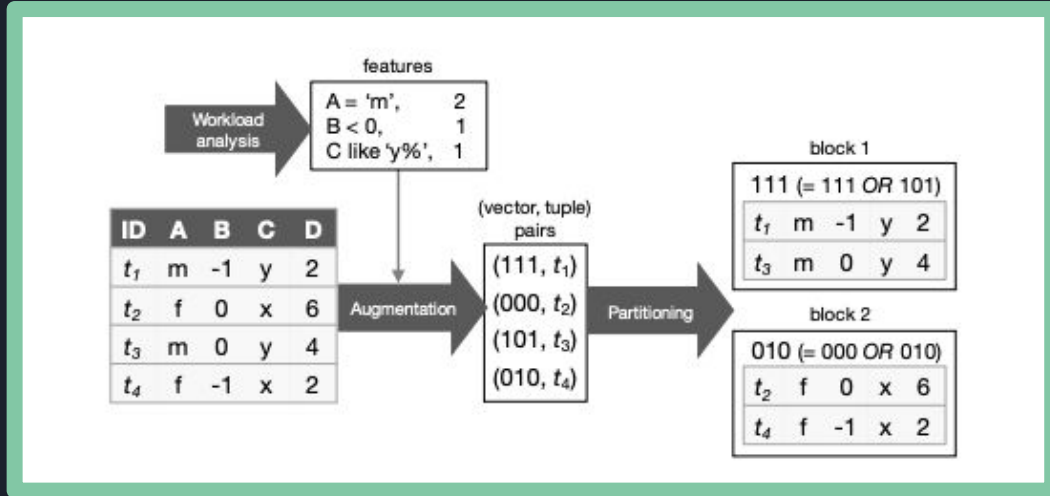 features
A = ‘m’, 2
B < 0, 1
C like ‘y%’, 1
Workload
analysis
ID A B C D
t1 m -1 y 2
t2 f 0 x 6
t3 m 0 y 4
t4 f -1 x 2
Augmentation
(vector, tuple)
pairs
(111, t1)
(000, t2)
(101, t3)
(010, t4)
Partitioning
block 1
111 (= 111 OR 101)
t1 m -1 y 2
t3 m 0 y 4
block 2
010 (= 000 OR 010)
t2 f 0 x 6
t4 f -1 x 2